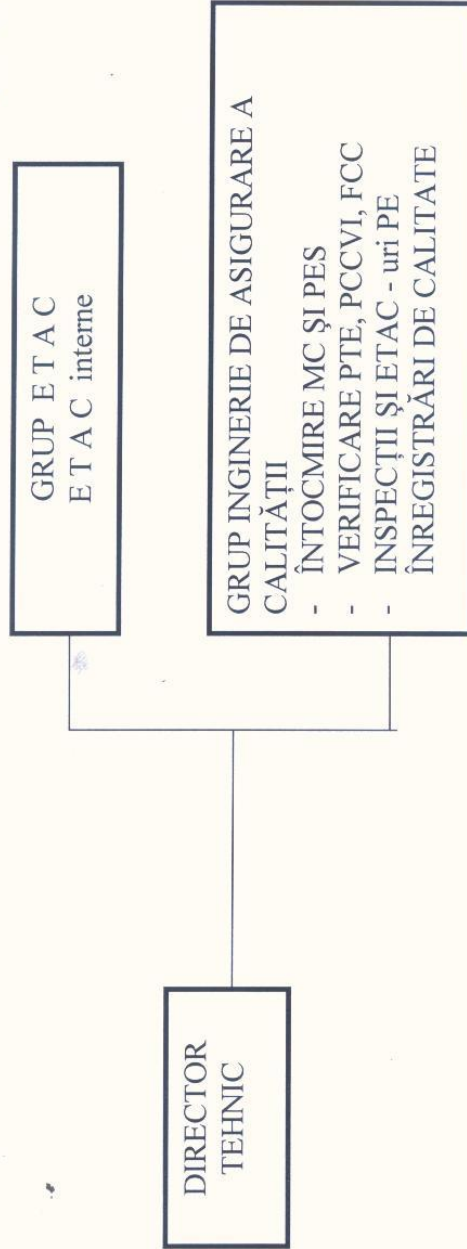 DIRECTOR
TEHNIC
GRUP E T A C
E T A C interne
GRUP INGINERIE DE ASIGURARE A
CALITĂȚII
- ÎNTOCMIRE MC ȘI PES
- VERIFICARE PTE, PCCVI, FCC
- INSPECȚII ȘI ETAC - uri PE
ÎNREGISTRĂRI DE CALITATE